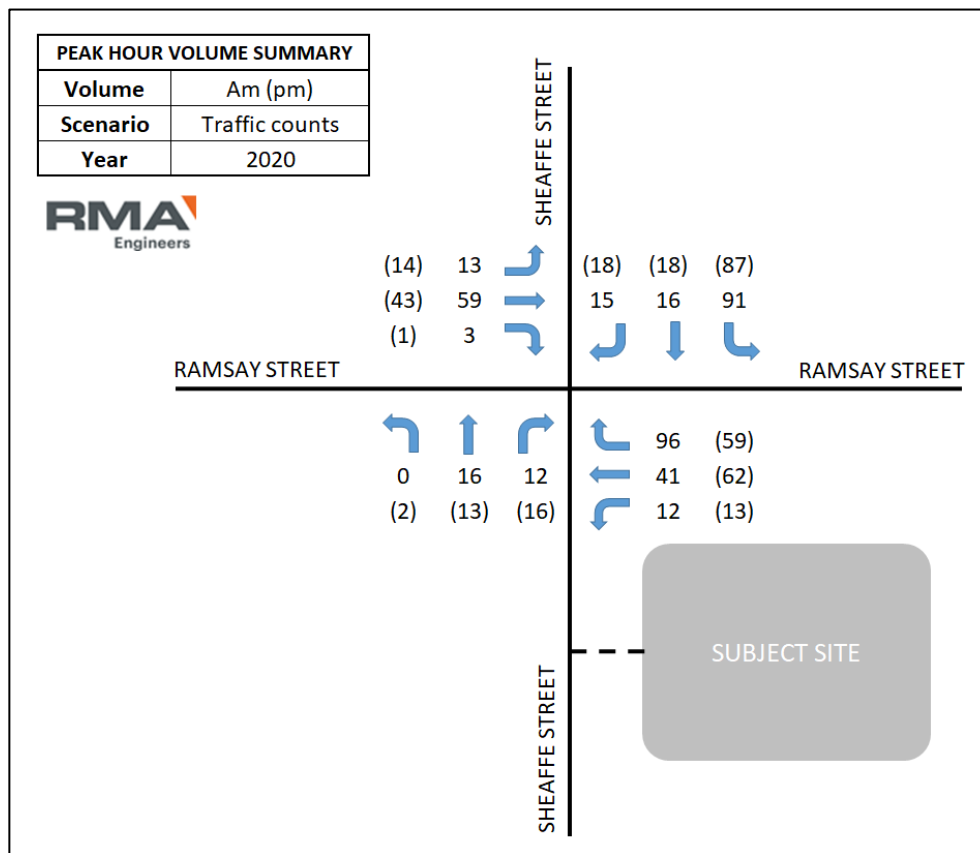 PEAK HOUR VOLUME SUMMARY
Volume Am (pm)
Scenario Traffic counts
Year 2020
RMA
Engineers
SHEAFFE STREET
(14) 13 (18) (18) (87)
(43) 59 15 16 91
(1) 3
RAMSAY STREET RAMSAY STREET
96 (59)
0 16 12 41 (62)
(2) (13) (16) 12 (13)
SUBJECT SITE
SHEAFFE STREET